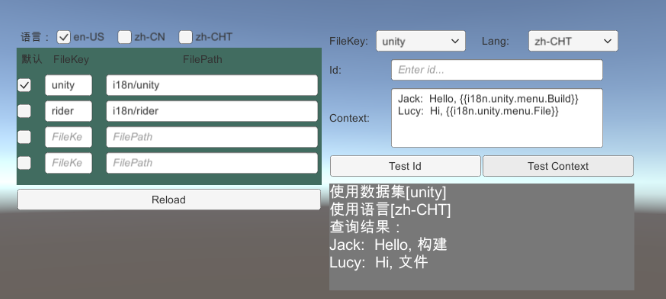 语言： en-US zh-CN zh-CHT
默认 FileKey FilePath
unity i18n/unity
rider i18n/rider
FileKe FilePath
FileKe FilePath
Reload
FileKey: unity Lang: zh-CHT
Id: Enter id...
Context:
Jack: Hello, {{i18n.unity.menu.Build}}
Lucy: Hi, {{i18n.unity.menu.File}}
Test Id Test Context
使用数据集[unity]
使用语言[zh-CHT]
查询结果：
Jack: Hello, 构建
Lucy: Hi, 文件